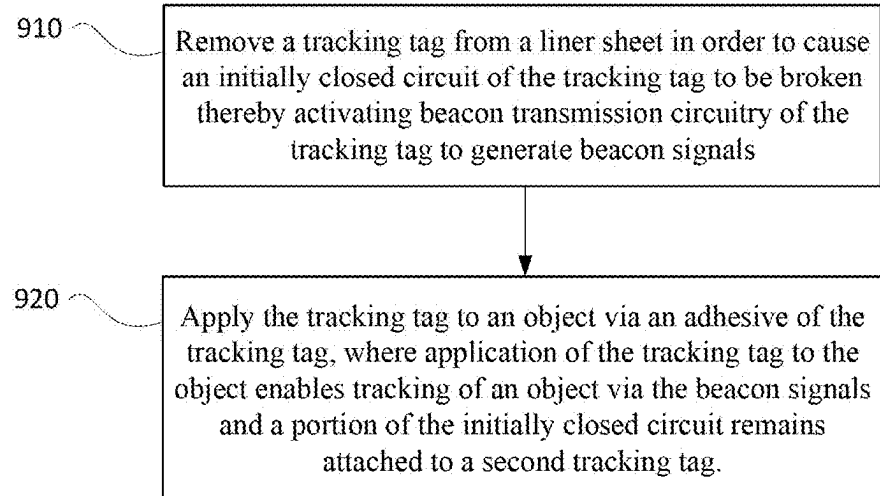 910
Remove a tracking tag from a liner sheet in order to cause
an initially closed circuit of the tracking tag to be broken
thereby activating beacon transmission circuitry of the
tracking tag to generate beacon signals
920
Apply the tracking tag to an object via an adhesive of the
tracking tag, where application of the tracking tag to the
object enables tracking of an object via the beacon signals
and a portion of the initially closed circuit remains
attached to a second tracking tag.